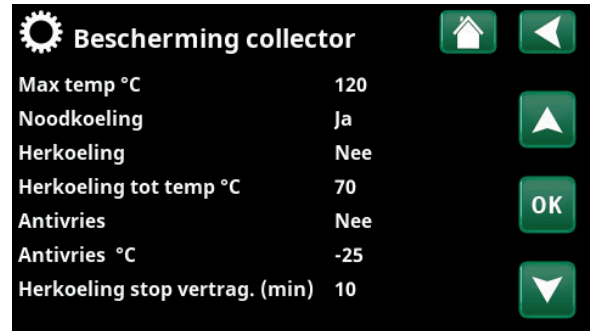 Bescherming collector
Max temp °C 120
Noodkoeling Ja
Herkoeling Nee
Herkoeling tot temp °C 70
OK
Antivries Nee
Antivries °C -25
Herkoeling stop vertrag. (min) 10